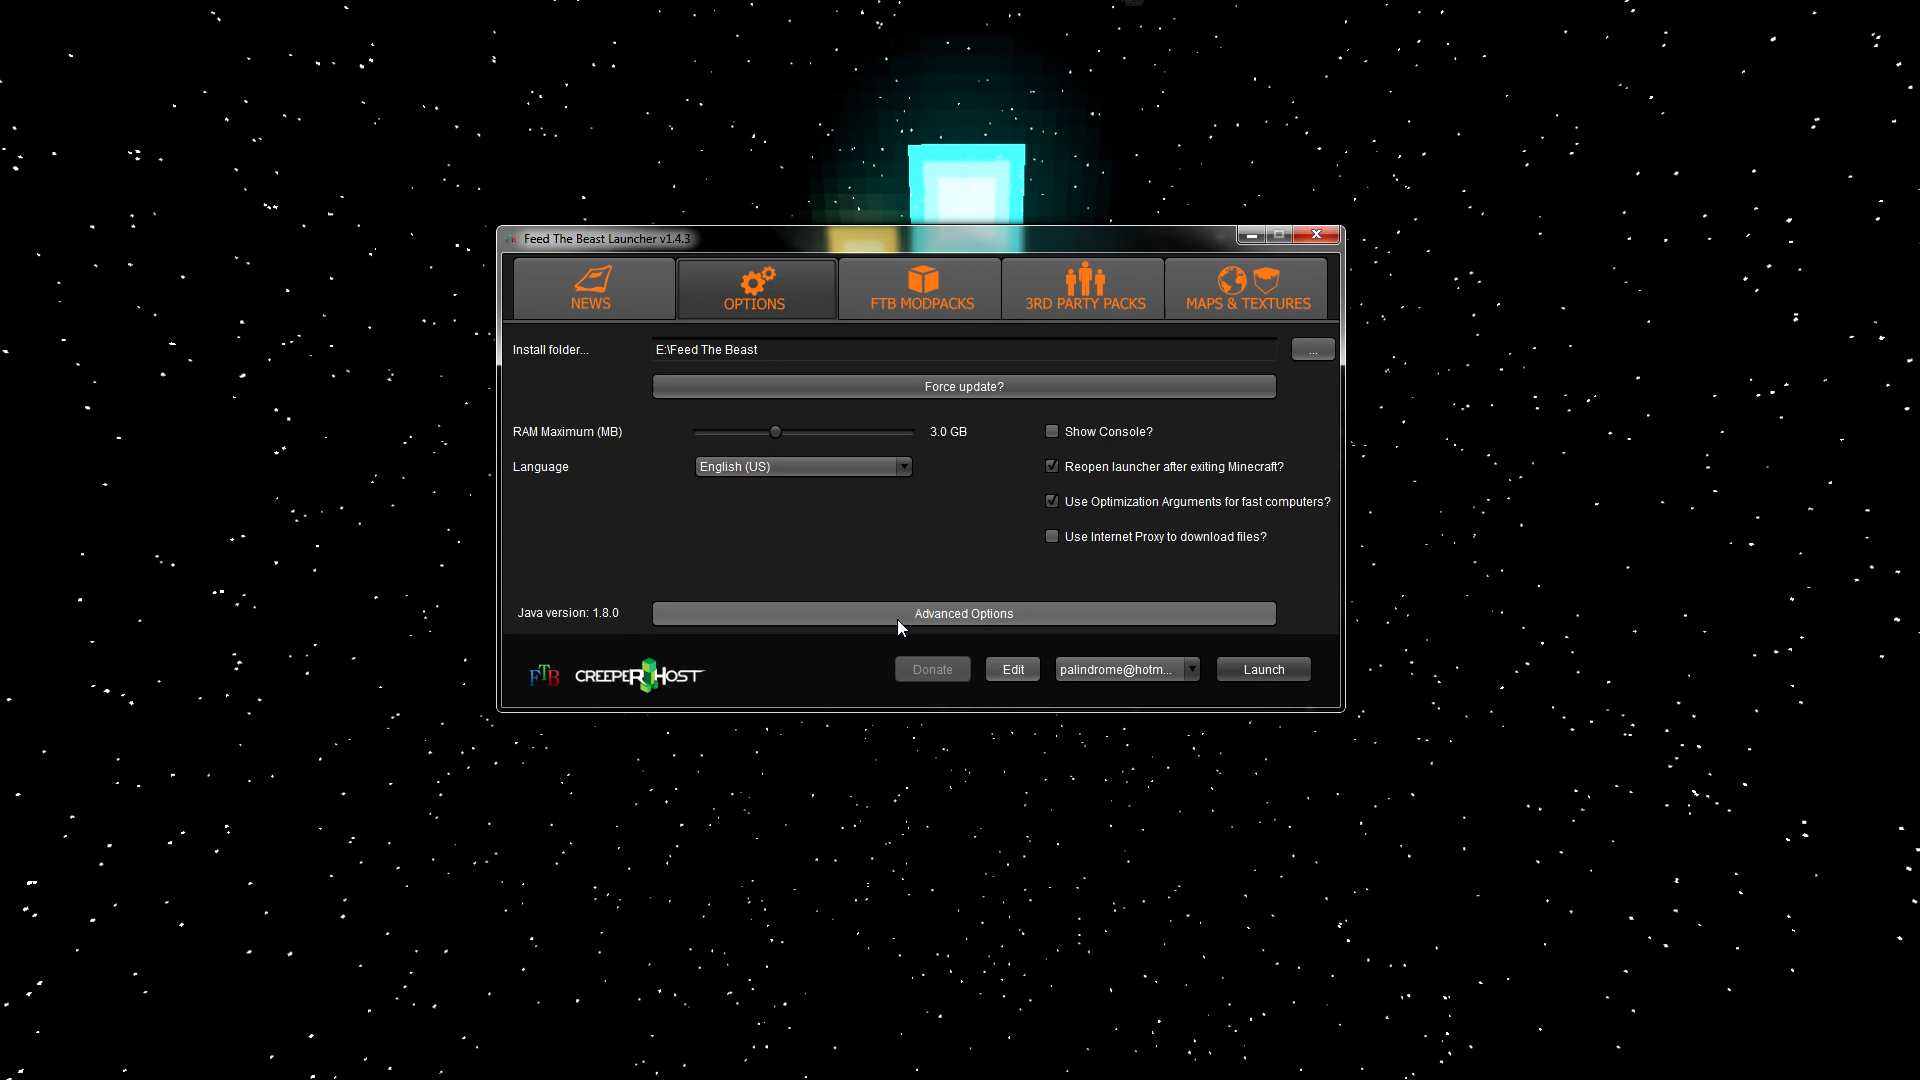 Feed The Beast Launcher v1.4.3
NEWS
OPTIONS
FTB MODPACKS
3RD PARTY PACKS
MAPS & TEXTURES
Install folder...
E:\Feed The Beast
...
Force update?
RAM Maximum (MB)
3.0 GB
Show Console?
Language
English (US)
Reopen launcher after exiting Minecraft?
Use Optimization Arguments for fast computers?
Use Internet Proxy to download files?
Java version: 1.8.0
Advanced Options
FTB
CREEPERHOST
Donate
Edit
palindrome@hotm...
Launch